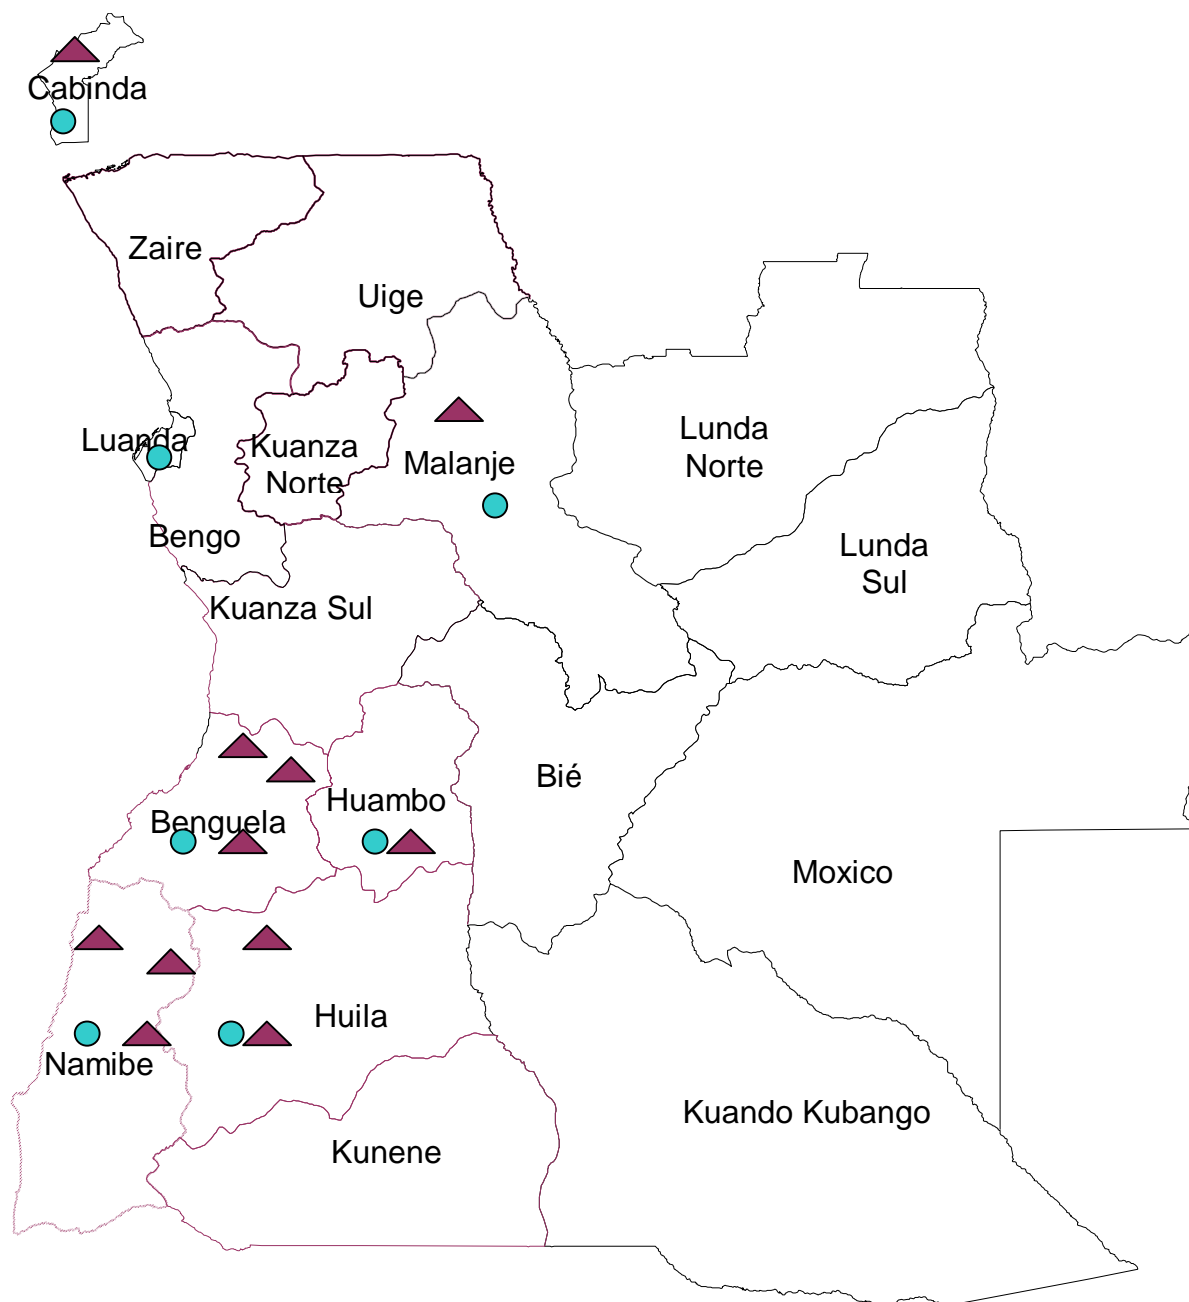 Cabinda
Zaire
Uige
Luanda
Kuanza
Norte
Malanje
Lunda
Norte
Bengo
Lunda
Sul
Kuanza Sul
Bié
Huambo
Benguela
Moxico
Huila
Namibe
Kuando Kubango
Kunene